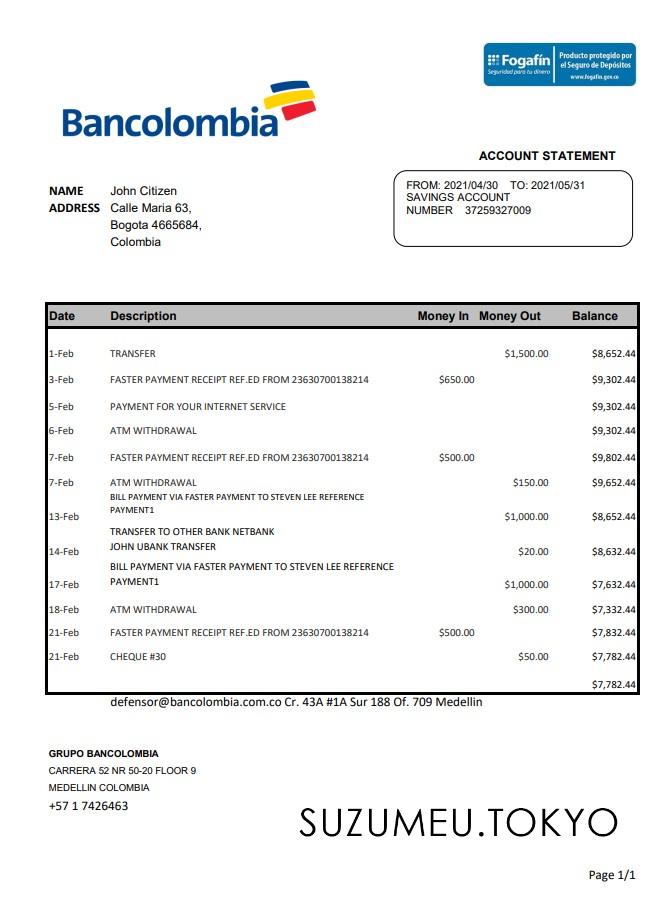 Fogafín
Seguridad para tu dinero
Producto protegido por
el Seguro de Depósitos
www.fogafin.gov.co
Bancolombia
ACCOUNT STATEMENT
NAME John Citizen
ADDRESS Calle Maria 63,
Bogota 4665684,
Colombia
FROM: 2021/04/30 TO: 2021/05/31
SAVINGS ACCOUNT
NUMBER 37259327009
Date Description Money In Money Out Balance
1-Feb TRANSFER $1,500.00 $8,652.44
3-Feb FASTER PAYMENT RECEIPT REF.ED FROM 23630700138214 $650.00 $9,302.44
5-Feb PAYMENT FOR YOUR INTERNET SERVICE $9,302.44
6-Feb ATM WITHDRAWAL $9,302.44
7-Feb FASTER PAYMENT RECEIPT REF.ED FROM 23630700138214 $500.00 $9,802.44
7-Feb ATM WITHDRAWAL $150.00 $9,652.44
BILL PAYMENT VIA FASTER PAYMENT TO STEVEN LEE REFERENCE
PAYMENT1
13-Feb $1,000.00 $8,652.44
TRANSFER TO OTHER BANK NETBANK
JOHN UBANK TRANSFER
14-Feb $20.00 $8,632.44
BILL PAYMENT VIA FASTER PAYMENT TO STEVEN LEE REFERENCE
PAYMENT1
17-Feb $1,000.00 $7,632.44
18-Feb ATM WITHDRAWAL $300.00 $7,332.44
21-Feb FASTER PAYMENT RECEIPT REF.ED FROM 23630700138214 $500.00 $7,832.44
21-Feb CHEQUE #30 $50.00 $7,782.44
$7,782.44
defensor@bancolombia.com.co Cr. 43A #1A Sur 188 Of. 709 Medellin
GRUPO BANCOLOMBIA
CARRERA 52 NR 50-20 FLOOR 9
MEDELLIN COLOMBIA
+57 1 7426463
SUZUMEU.TOKYO
Page 1/1